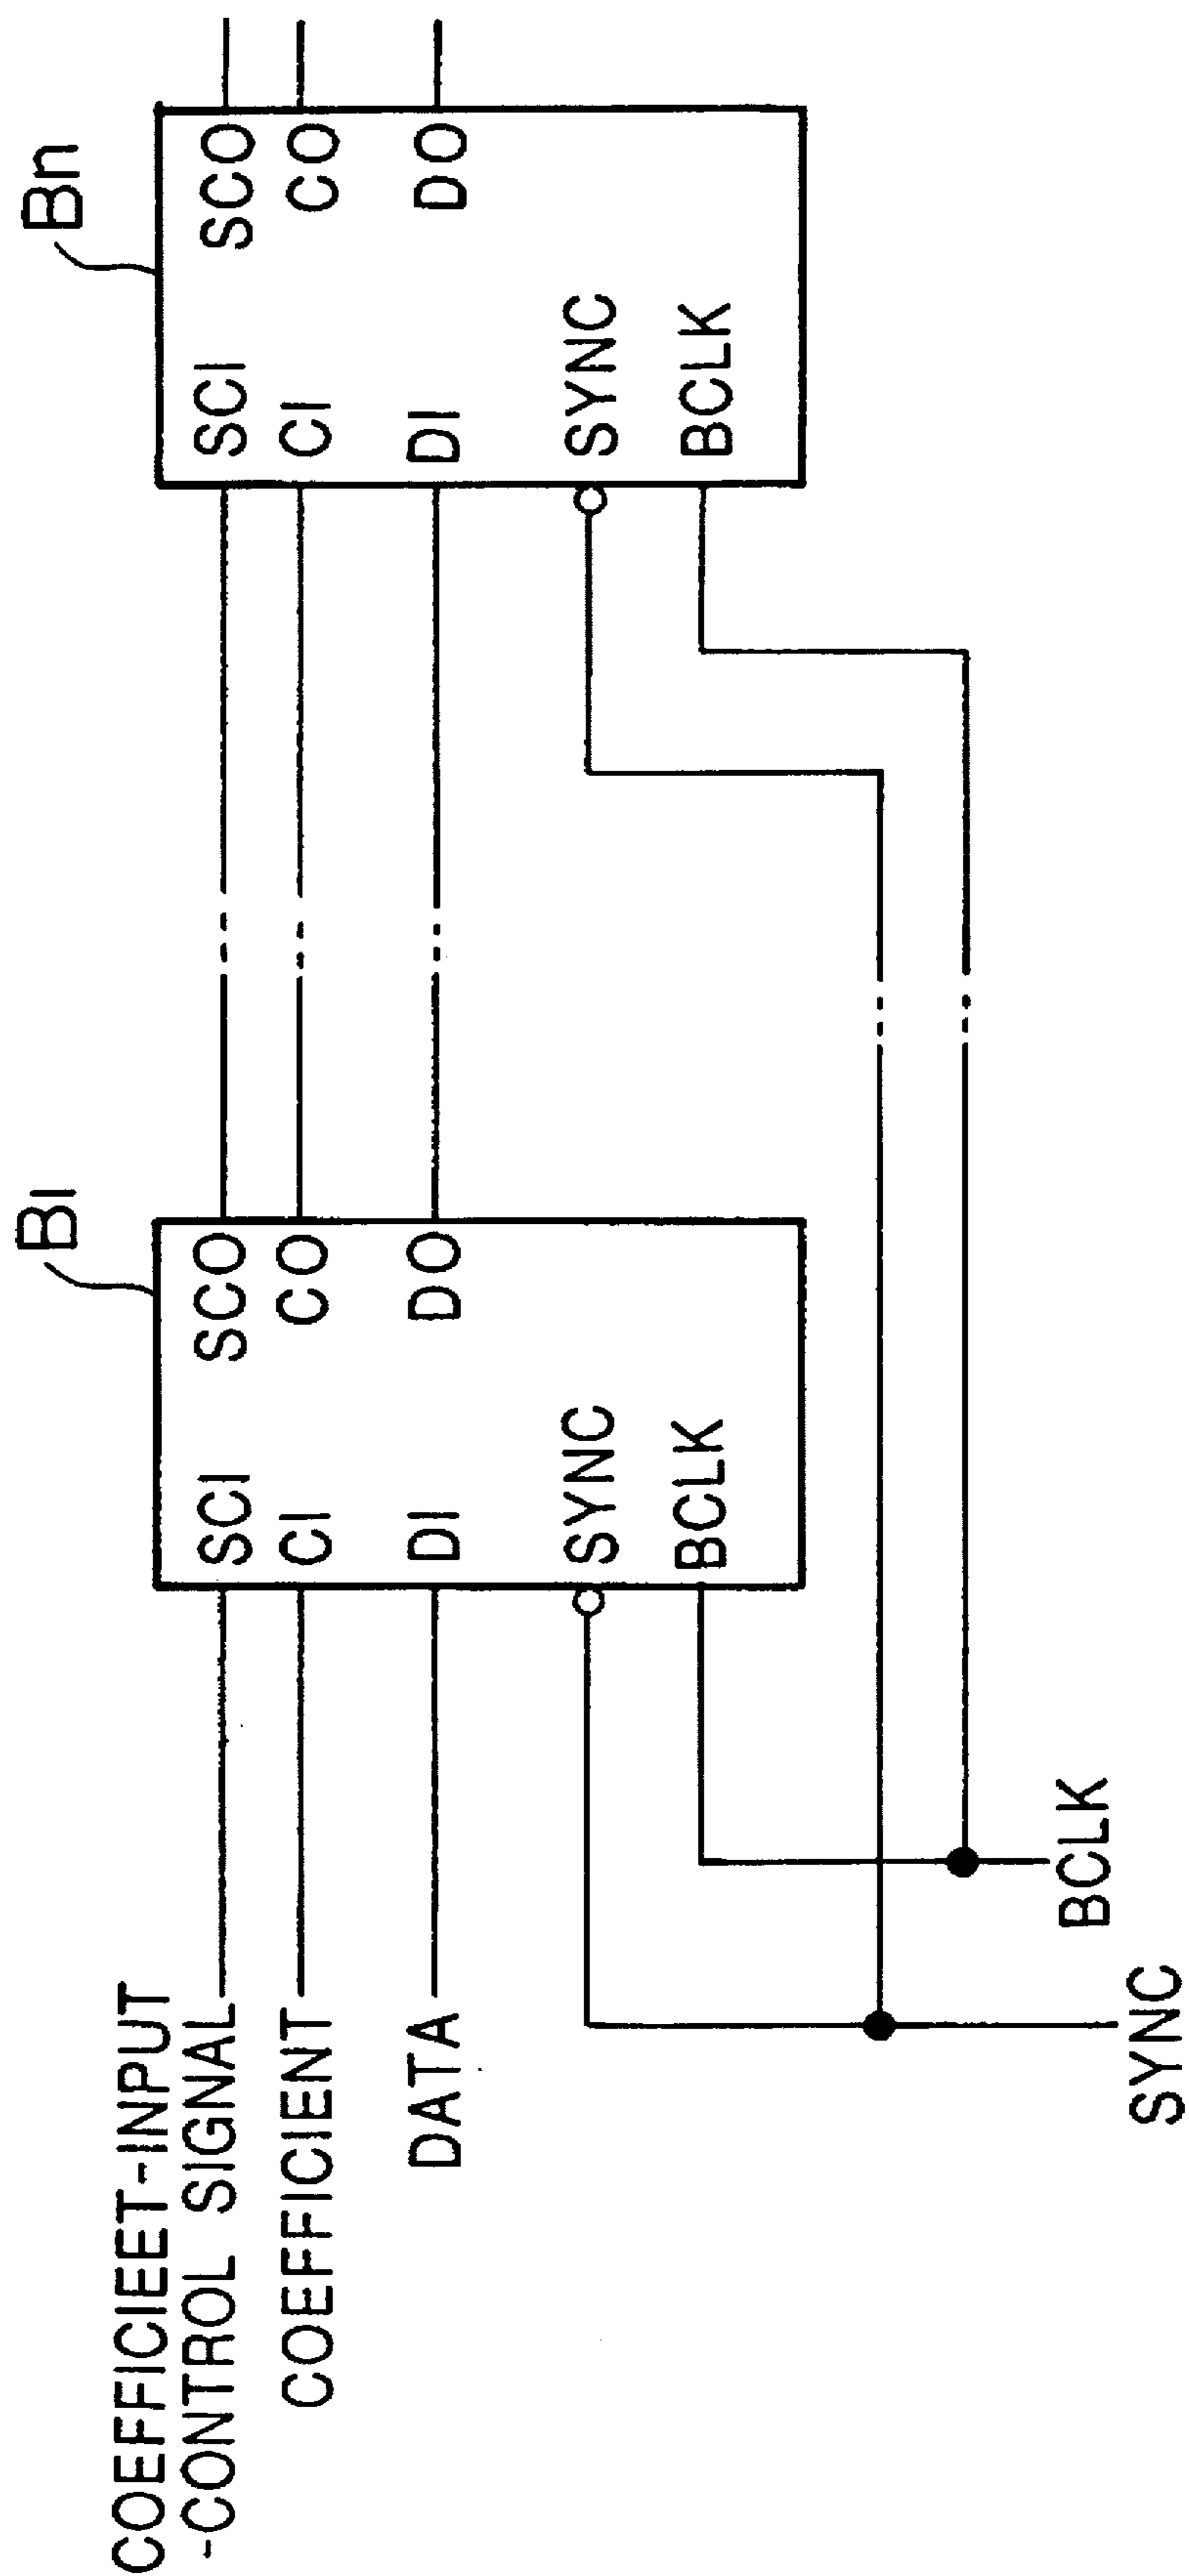 B1
Bn
COEFFICIEET-INPUT
-CONTROL SIGNAL
SCI SCO
SCI SCO
COEFFICIENT
CI CO
CI CO
DATA
DI DO
DI DO
SYNC
SYNC
BCLK
BCLK
BCLK
SYNC